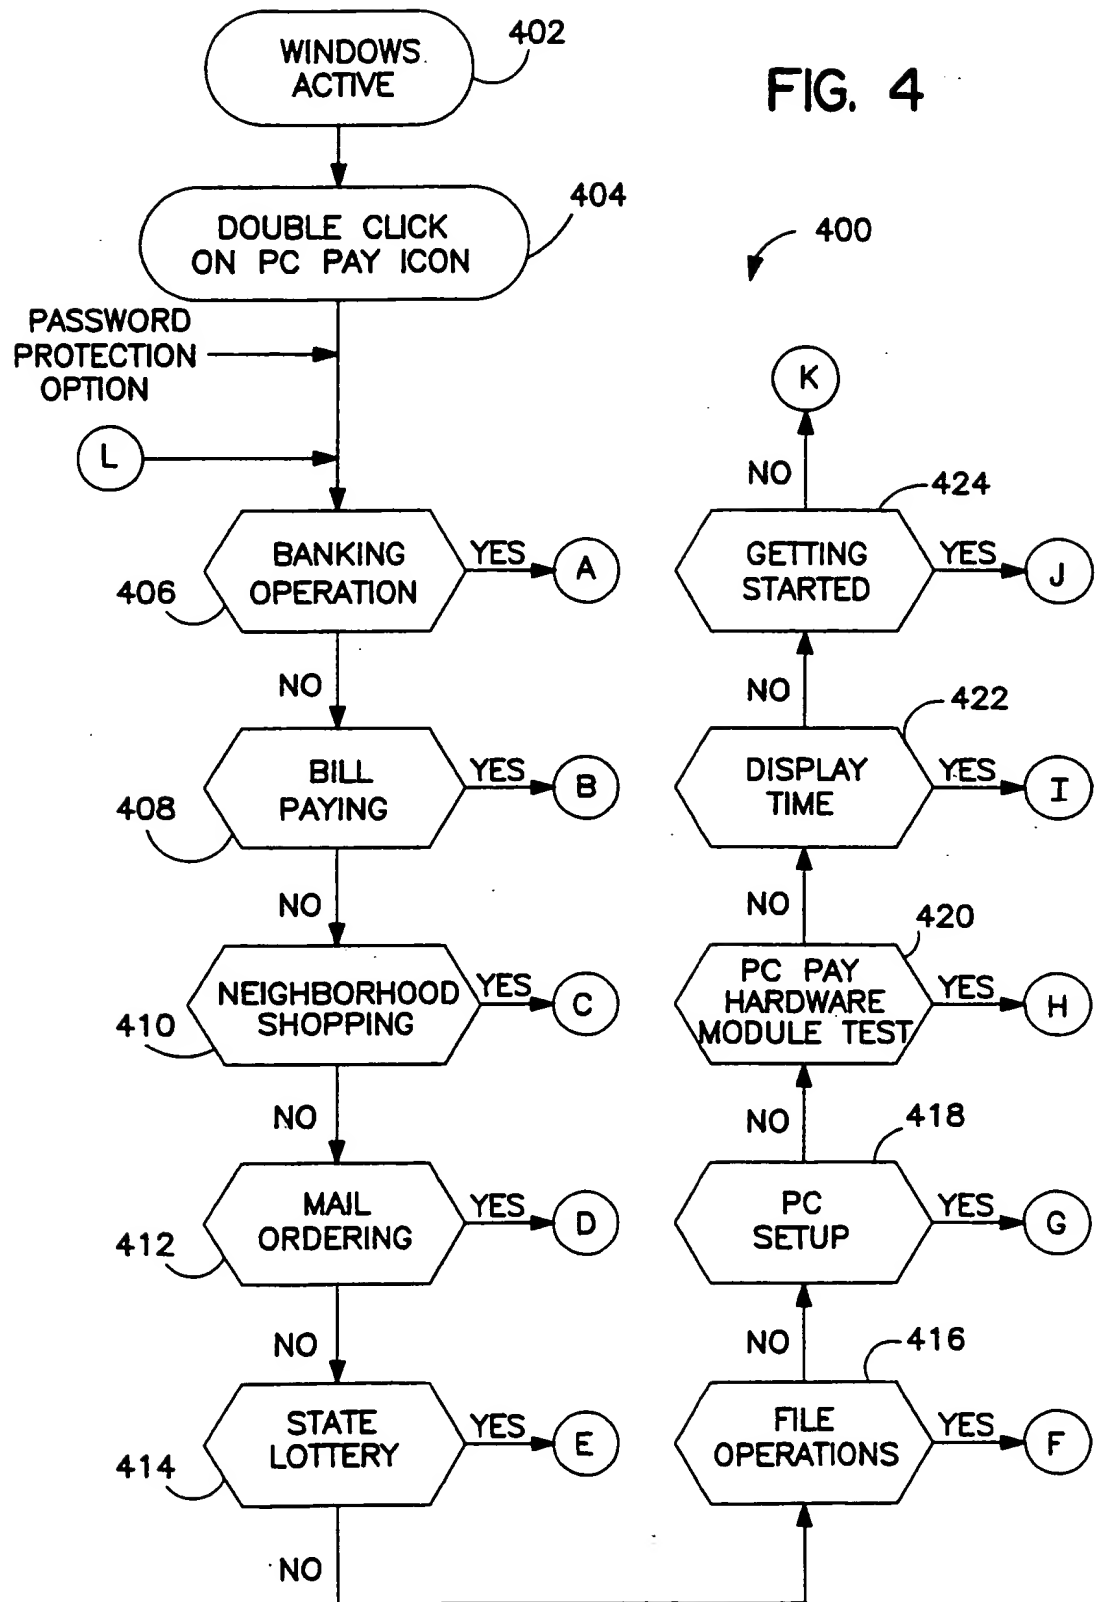 FIG. 4
WINDOWS
ACTIVE
402
DOUBLE CLICK
ON PC PAY ICON
404
400
PASSWORD
PROTECTION
OPTION
L
BANKING
OPERATION
406
YES
A
NO
BILL
PAYING
408
YES
B
NO
NEIGHBORHOOD
SHOPPING
410
YES
C
NO
MAIL
ORDERING
412
YES
D
NO
STATE
LOTTERY
414
YES
E
NO
FILE
OPERATIONS
416
YES
F
NO
PC
SETUP
418
YES
G
NO
PC PAY
HARDWARE
MODULE TEST
420
YES
H
NO
DISPLAY
TIME
422
YES
I
NO
GETTING
STARTED
424
YES
J
NO
K